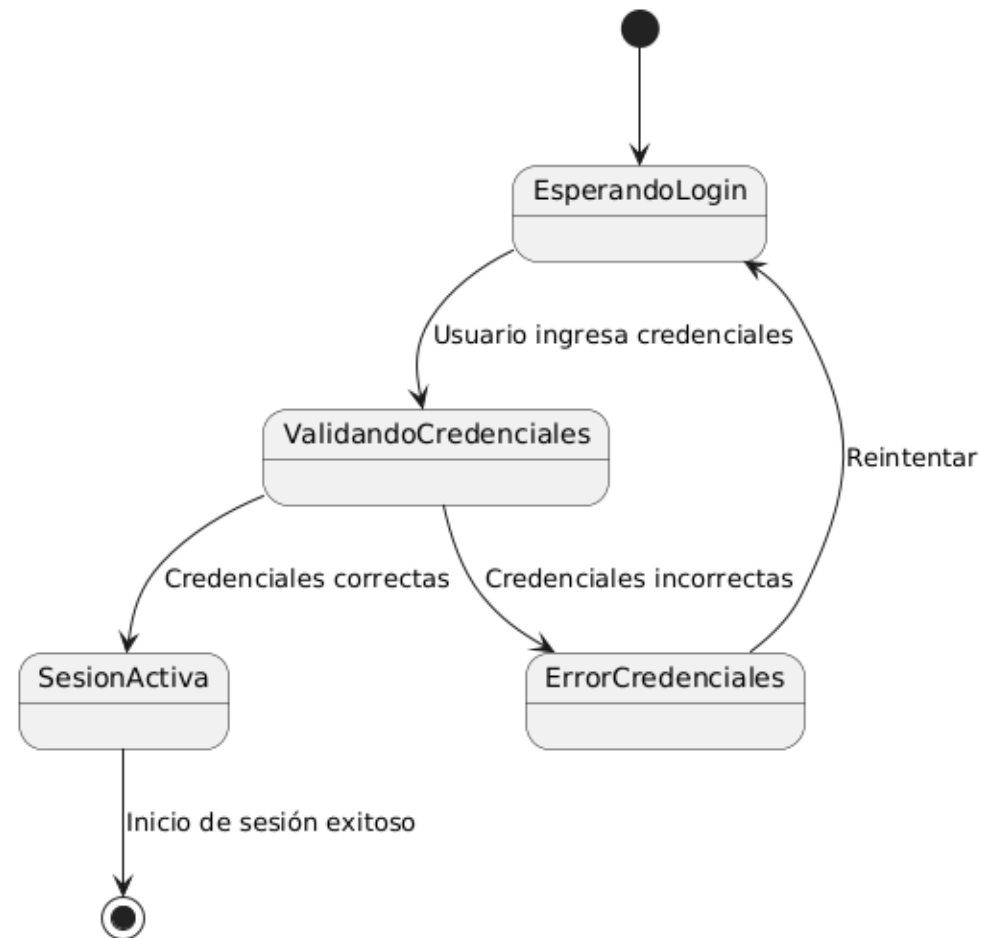 EsperandoLogin
Usuario ingresa credenciales
ValidandoCredenciales
Reintentar
Credenciales correctas
Credenciales incorrectas
SesionActiva
ErrorCredenciales
Inicio de sesión exitoso